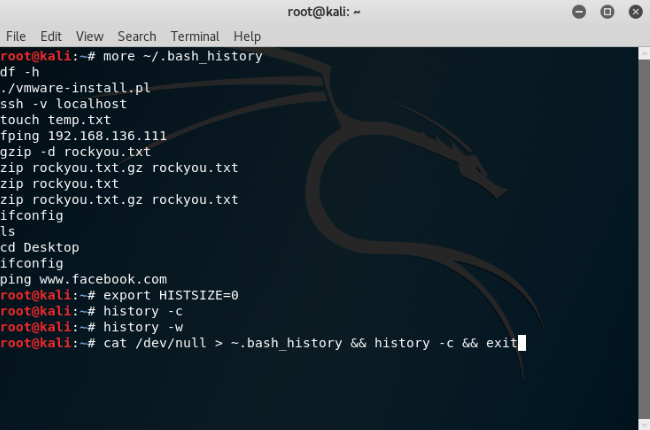 root@kali: ~
File Edit View Search Terminal Help
root@kali:~# more ~/.bash_history
df -h
./vmware-install.pl
ssh -v localhost
touch temp.txt
fping 192.168.136.111
gzip -d rockyou.txt
zip rockyou.txt.gz rockyou.txt
zip rockyou.txt
zip rockyou.txt.gz rockyou.txt
ifconfig
ls
cd Desktop
ifconfig
ping www.facebook.com
root@kali:~# export HISTSIZE=0
root@kali:~# history -c
root@kali:~# history -w
root@kali:~# cat /dev/null > ~.bash_history && history -c && exit